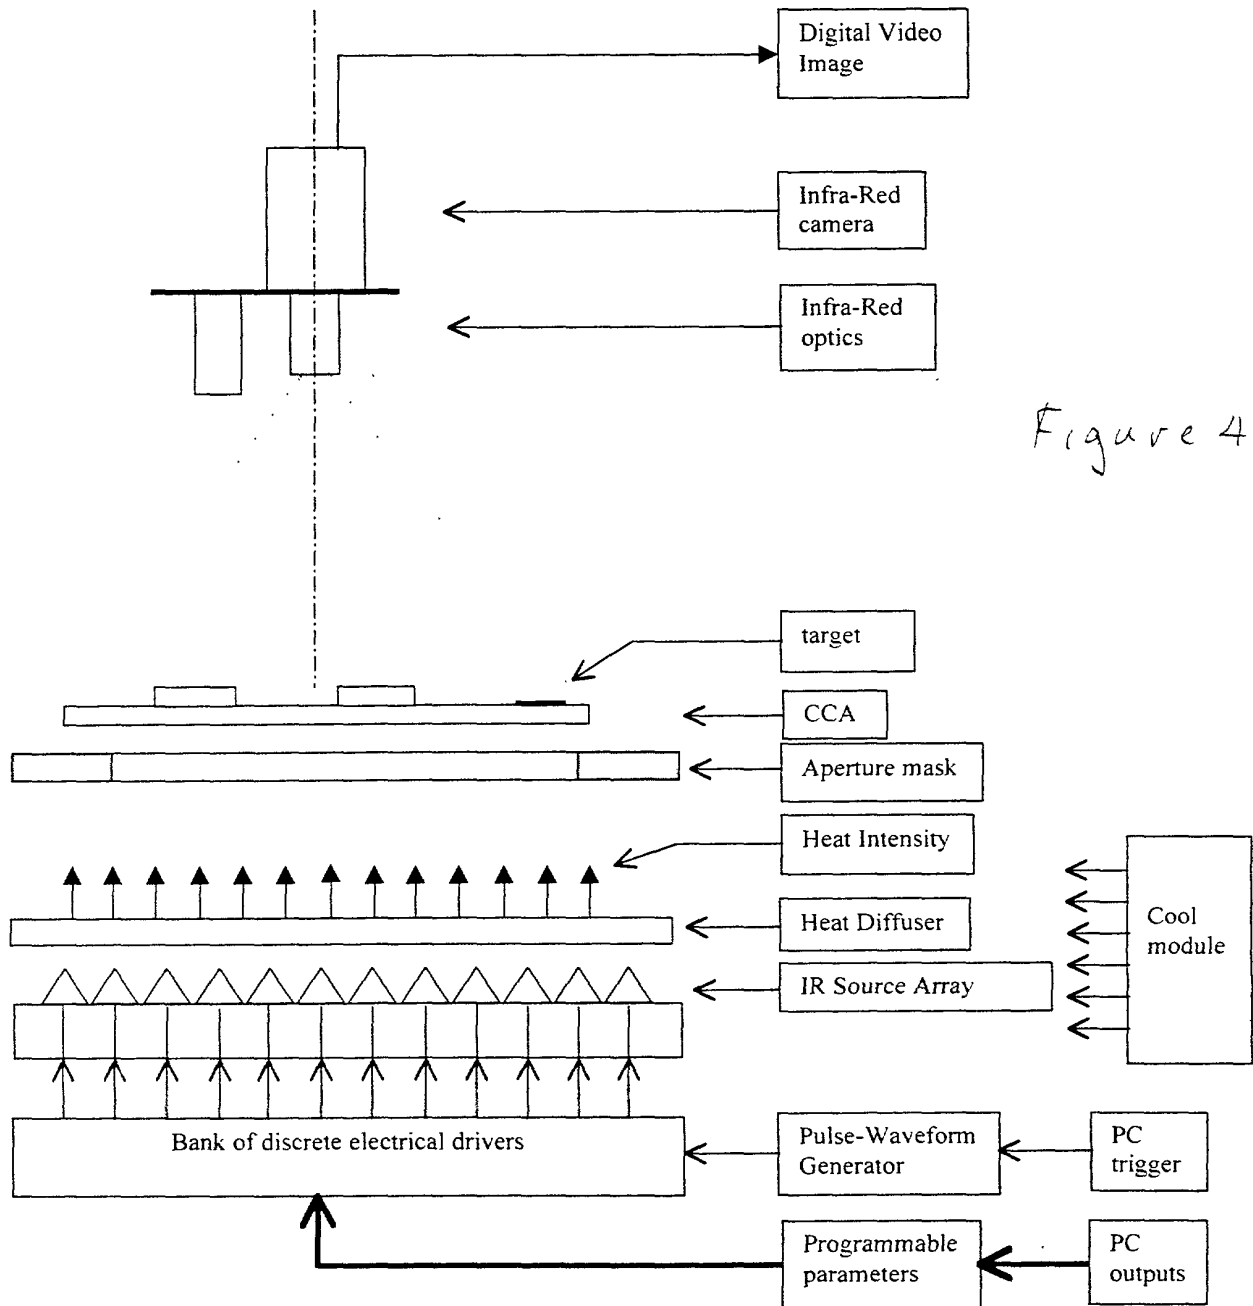 Digital Video
Image
Infra-Red
camera
Infra-Red
optics
Figure 4
target
CCA
Aperture mask
Heat Intensity
Heat Diffuser
Cool
module
IR Source Array
Bank of discrete electrical drivers
Pulse-Waveform
Generator
PC
trigger
Programmable
parameters
PC
outputs